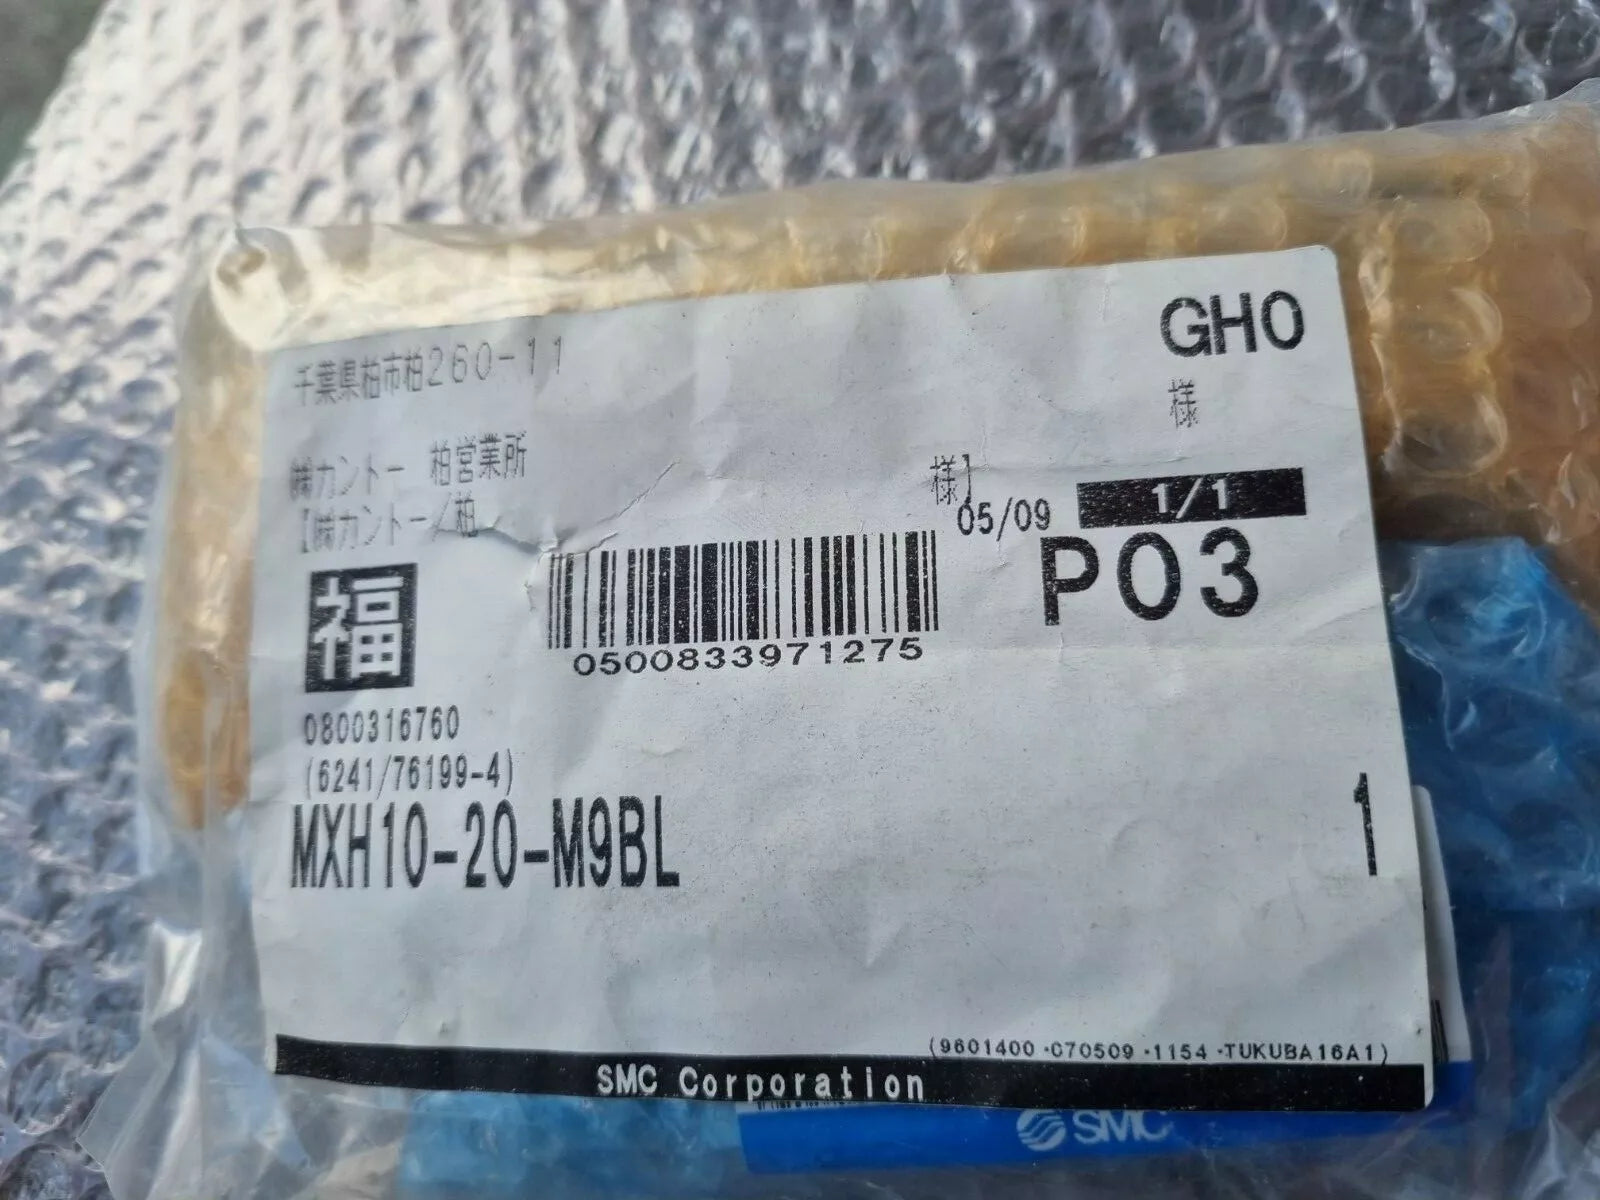 GH0
千葉県柏市柏260-11
様
㈱カントー 柏営業所
【㈱カントー/柏 様】
05/09 1/1
P03
福
0500833971275
0800316760
(6241/76199-4)
MXH10-20-M9BL 1
(9601400-070509-1154-TUKUBA16A1)
SMC Corporation
SMC